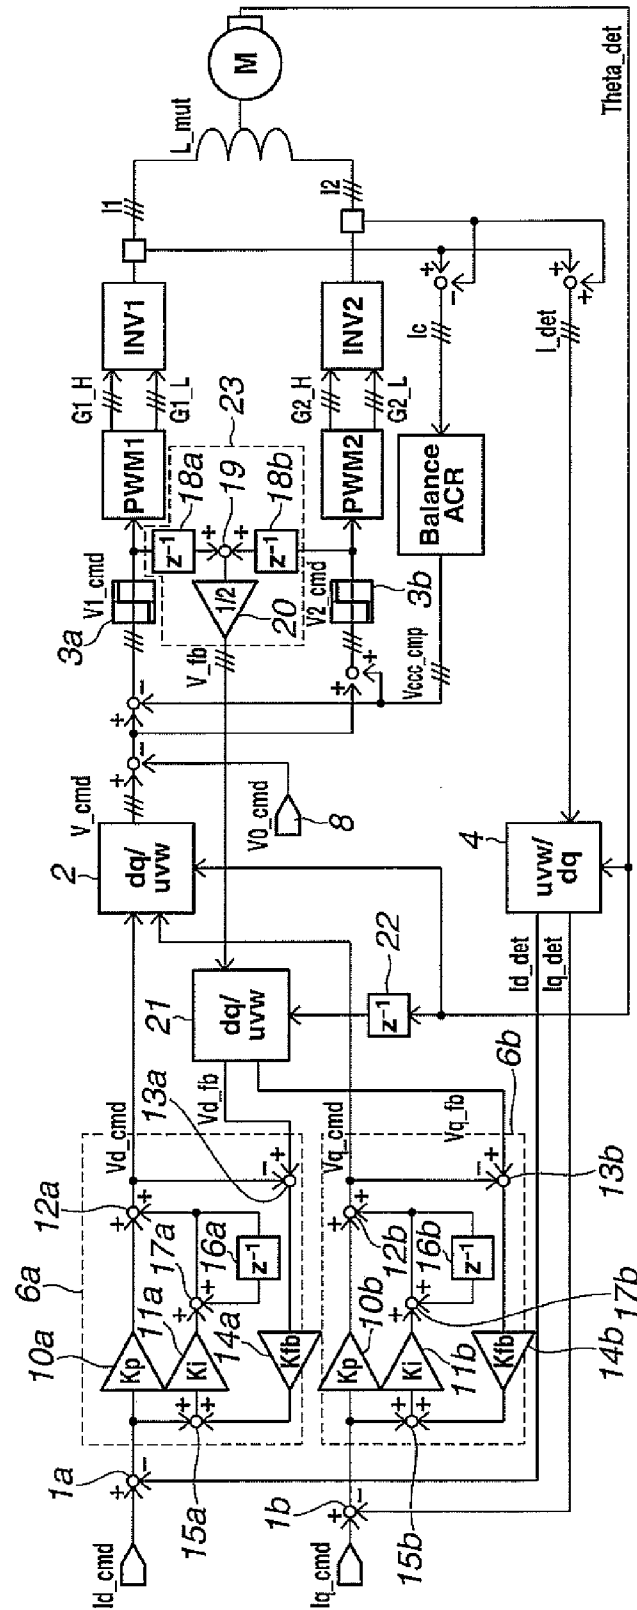 Id_cmd
1a
6a
10a
Kp
11a
Ki
17a
12a
Vd_cmd
16a
z⁻¹
14a
Kfb
15a
13a
Vd_fb
21
dq/
uvw
2
dq/
uvw
V_cmd
V0_cmd
8
3a
V1_cmd
PWM1
G1_H
G1_L
INV1
I1
L_mut
M
18a
z⁻¹
23
19
18b
z⁻¹
1/2
20
V_fb
V2_cmd
3b
PWM2
G2_H
G2_L
INV2
I2
Vccc_cmp
Balance
ACR
Ic
I_det
Theta_det
Iq_cmd
1b
Kp
10b
Ki
11b
12b
16b
z⁻¹
17b
Kfb
14b
15b
13b
Vq_cmd
Vq_fb
6b
z⁻¹
22
Id_det
Iq_det
4
uvw/
dq